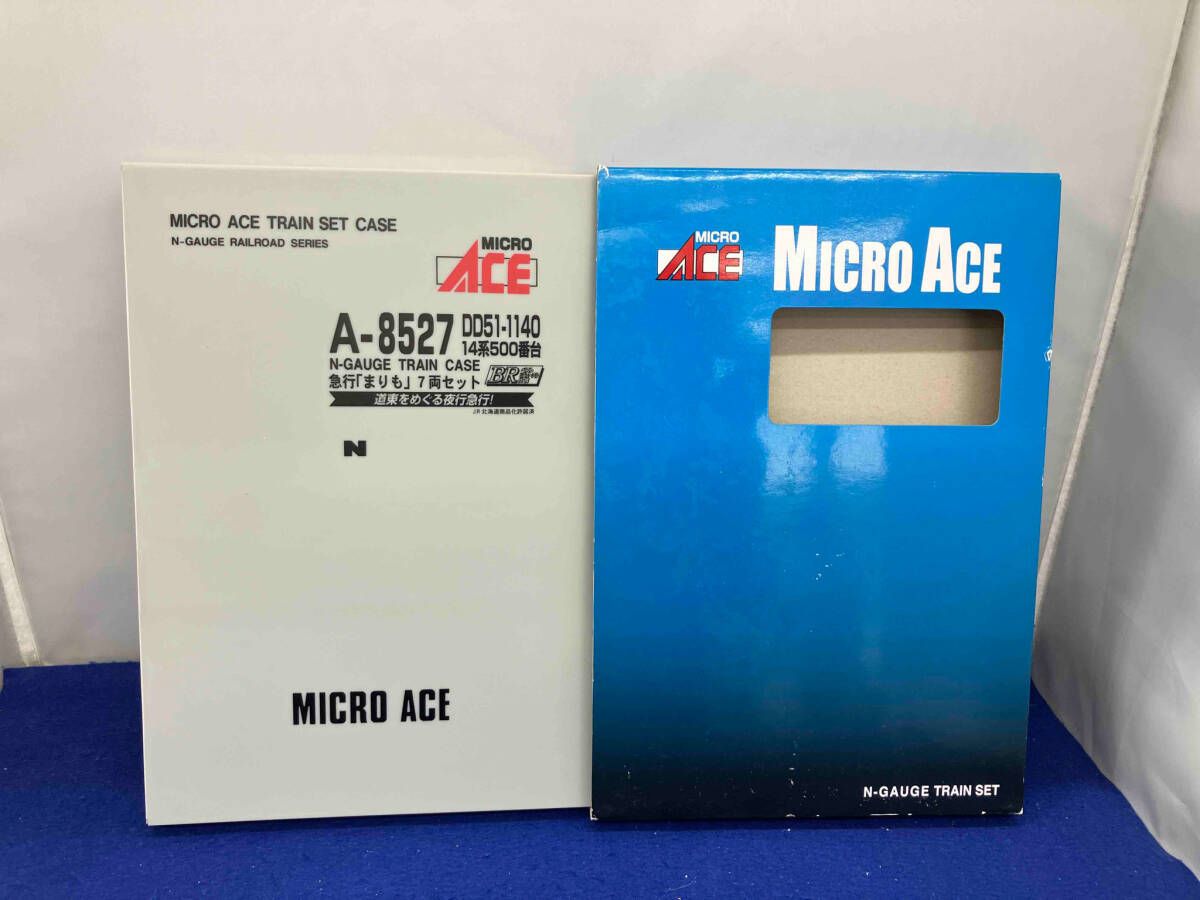 MICRO ACE TRAIN SET CASE
N-GAUGE RAILROAD SERIES
MICRO
ACE
A-8527 DD51-1140
14系500番台
N-GAUGE TRAIN CASE
急行「まりも」7両セット
道東をめぐる夜行急行!
JR北海道商品化許諾済
N
MICRO ACE
MICRO
ACE
MICRO ACE
N-GAUGE TRAIN SET